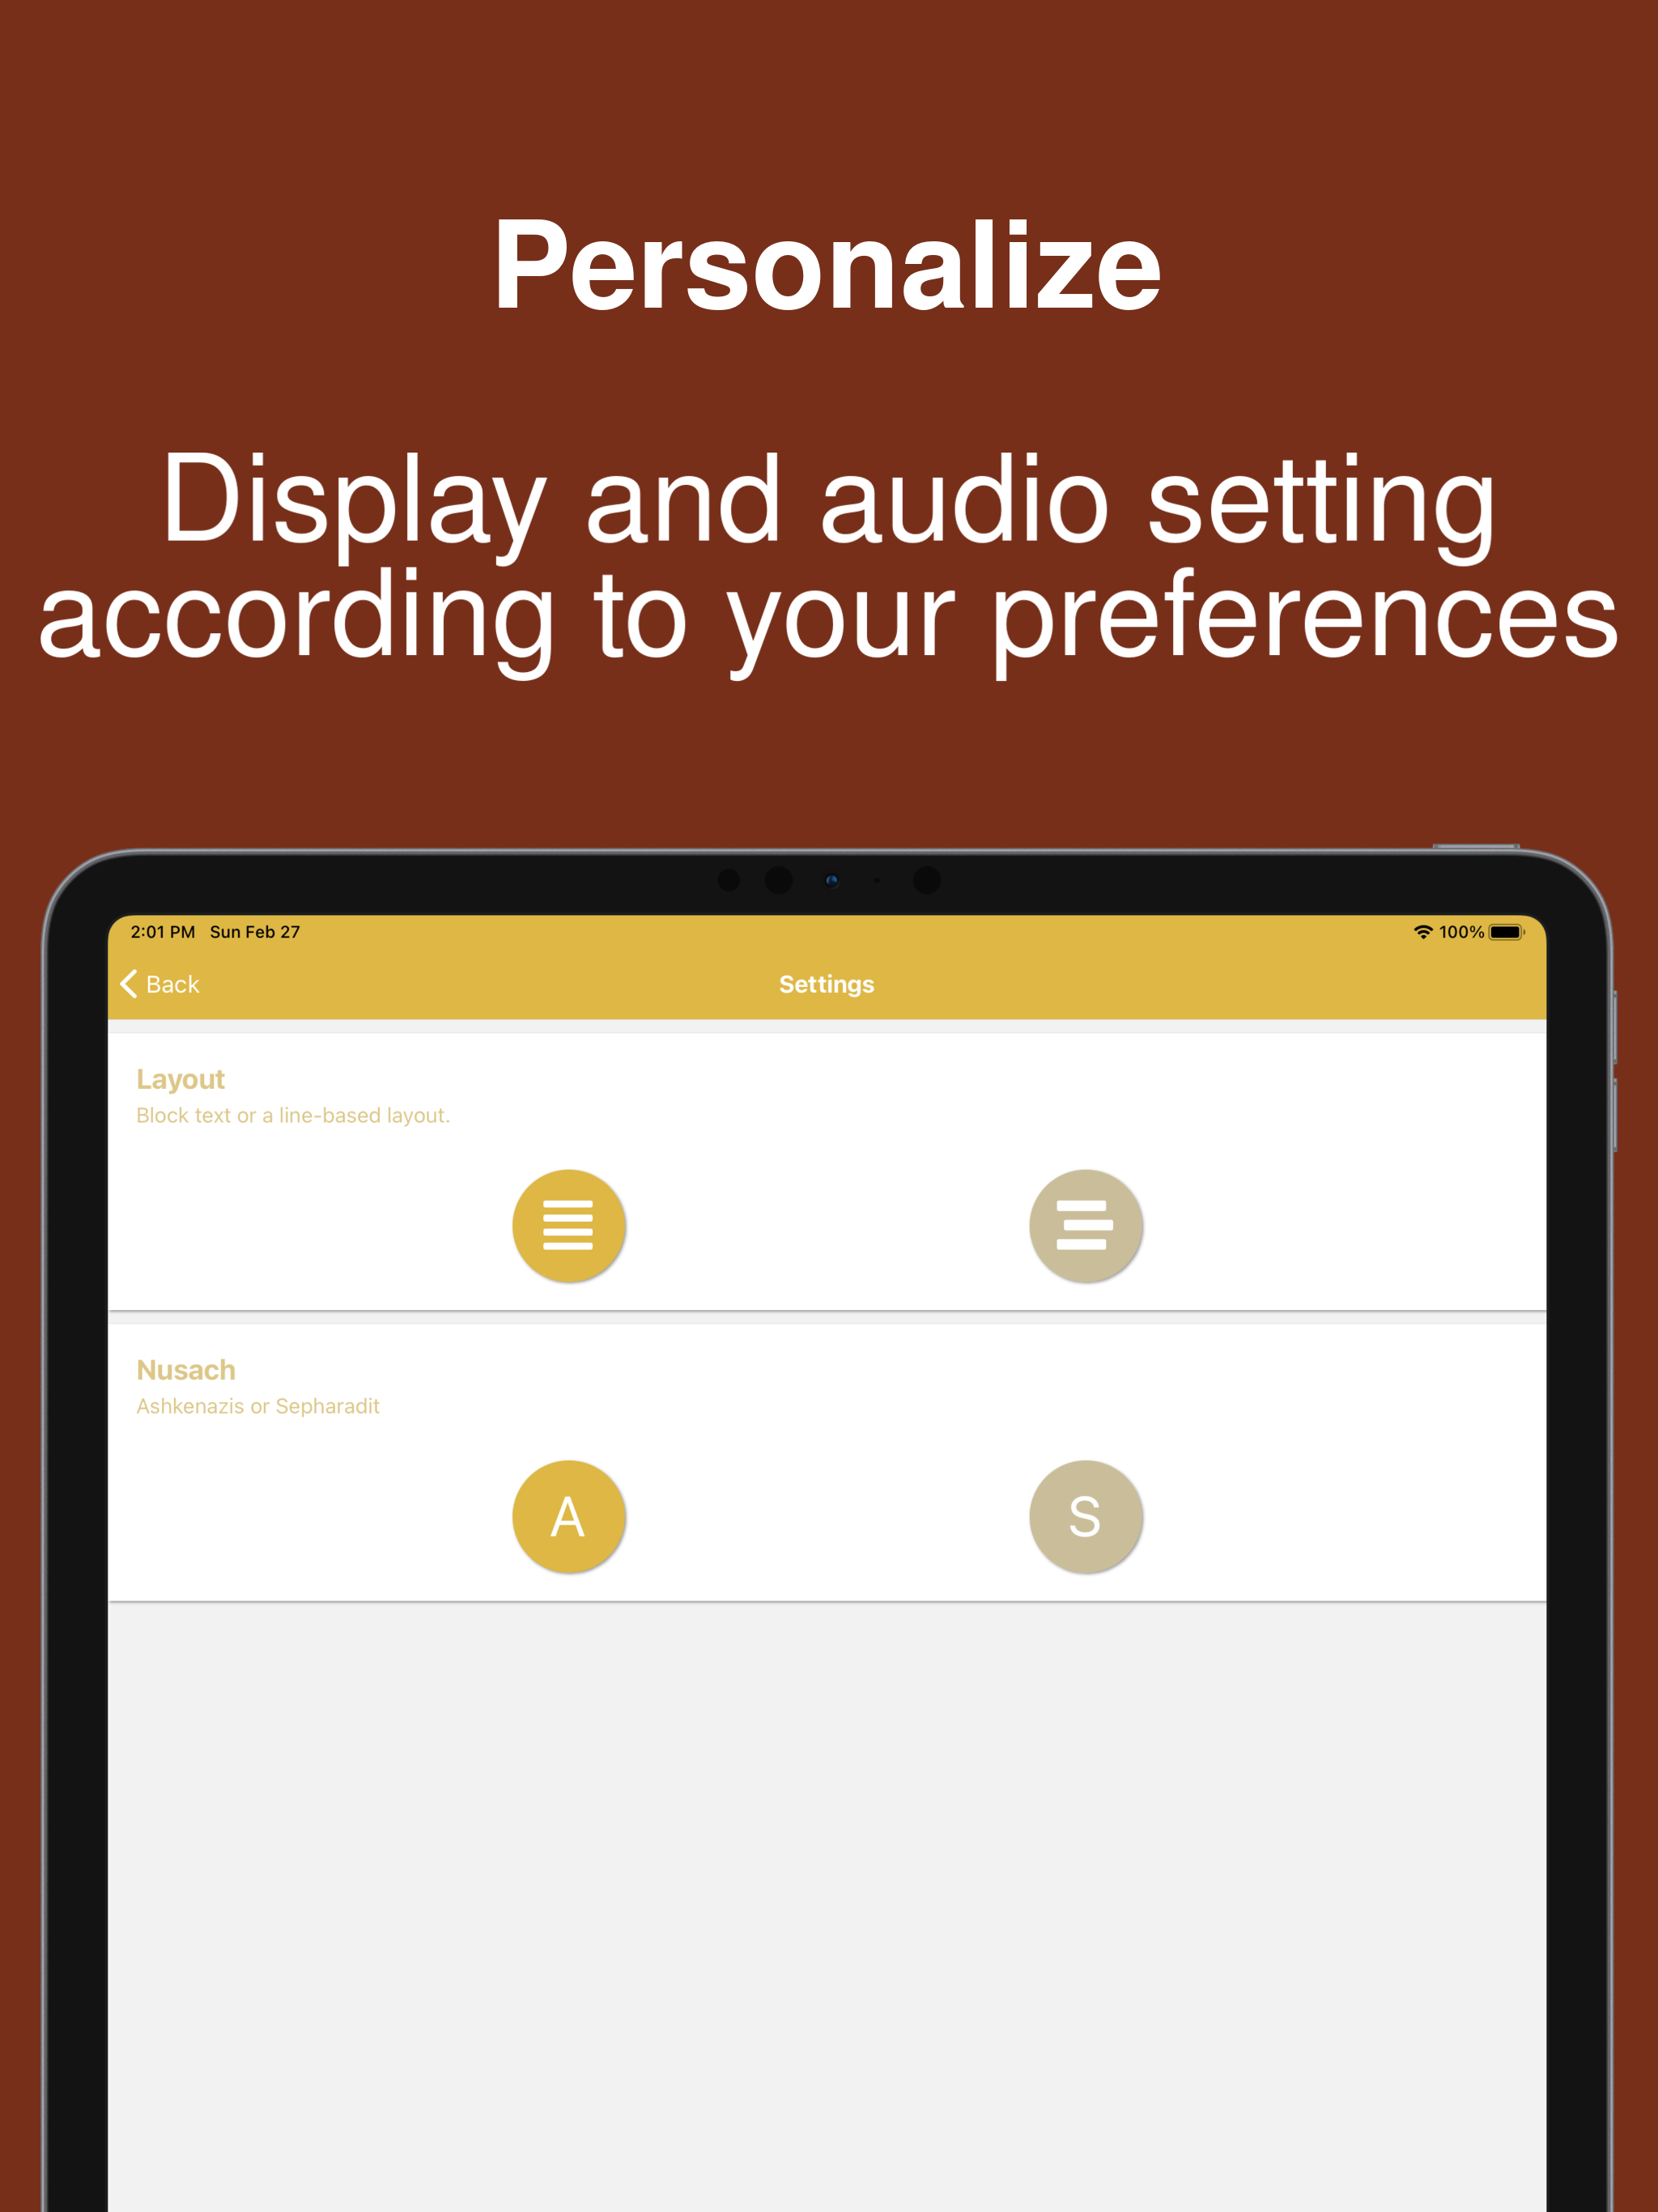 Personalize
Display and audio setting
according to your preferences
2:01 PM Sun Feb 27 100%
Back Settings
Layout
Block text or a line-based layout.
Nusach
Ashkenazis or Sepharadit
A S